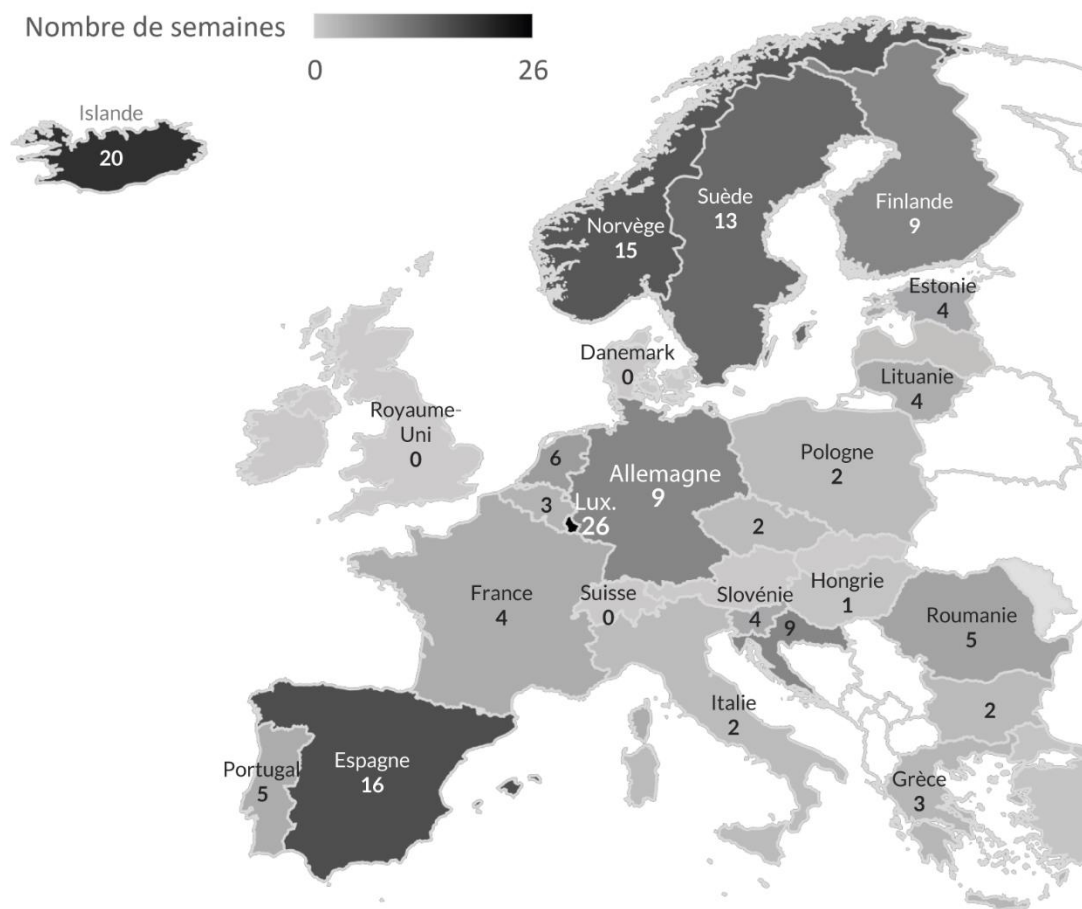 Nombre de semaines
0
26
Islande
20
Norvège
15
Suède
13
Finlande
9
Estonie
4
Danemark
0
Lituanie
4
Royaume-
Uni
0
6
Allemagne
9
Pologne
2
3
Lux.
26
2
France
4
Suisse
0
Slovénie
4
9
Hongrie
1
Roumanie
5
Italie
2
2
Portugal
5
Espagne
16
Grèce
3